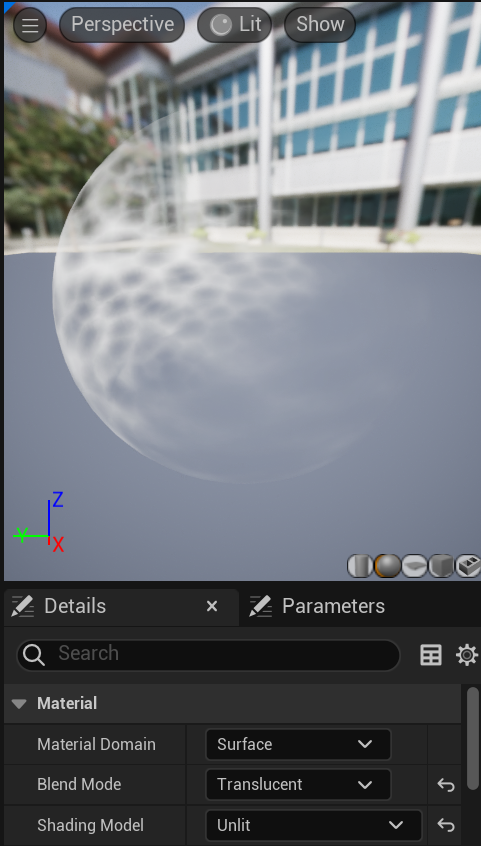 Perspective Lit Show
Z
Y
X
Details × Parameters
Search
Material
Material Domain Surface
Blend Mode Translucent
Shading Model Unlit